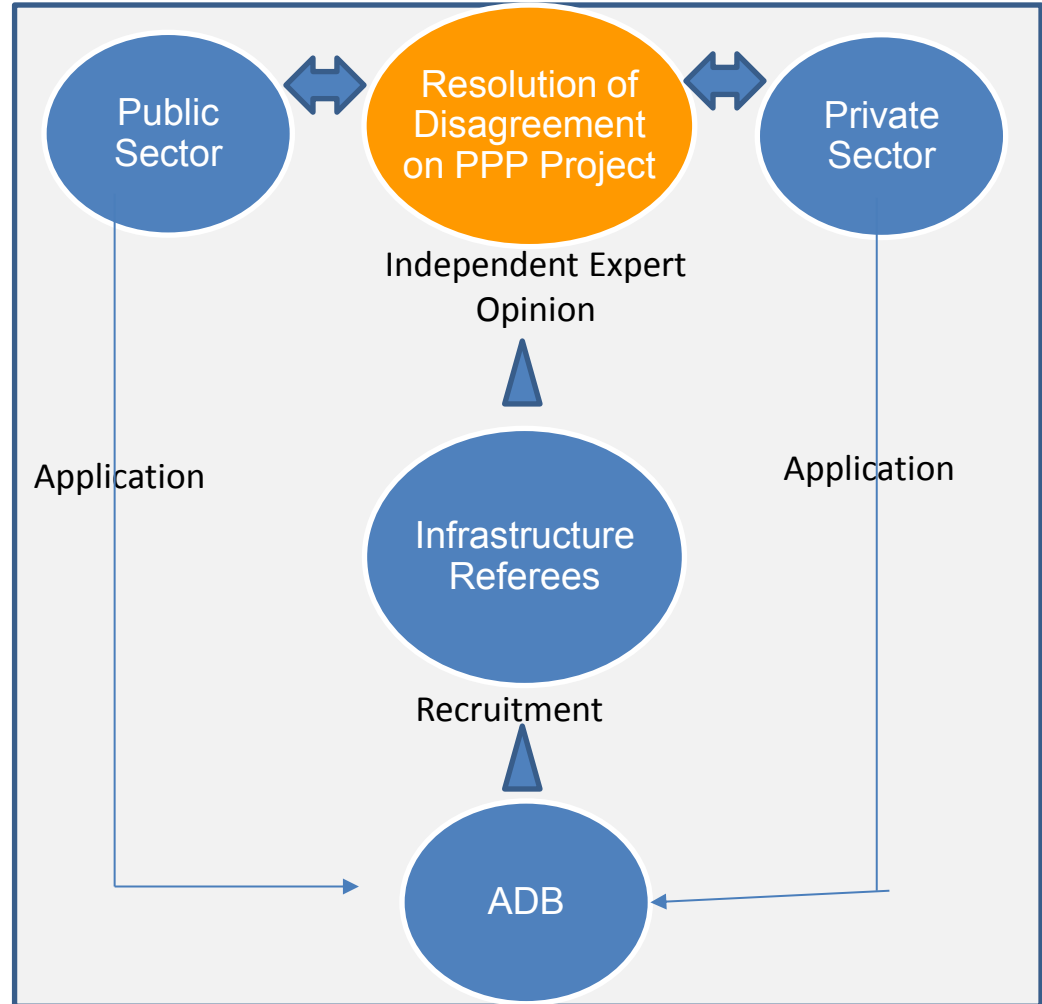 Public
Sector
Resolution of
Disagreement
on PPP Project
Private
Sector
Independent Expert
Opinion
Application
Application
Infrastructure
Referees
Recruitment
ADB